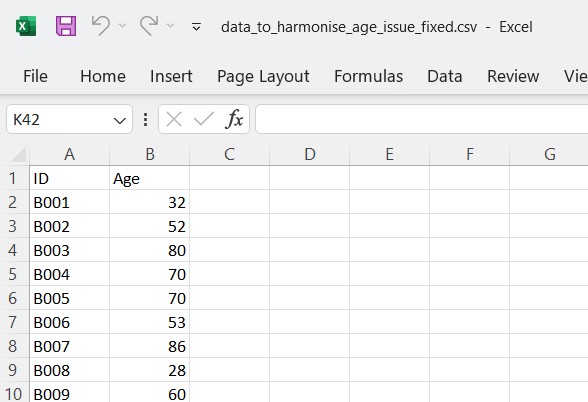 data_to_harmonise_age_issue_fixed.csv - Excel
File Home Insert Page Layout Formulas Data Review Vie
K42 fx
A B C D E F G
1 ID Age
2 B001 32
3 B002 52
4 B003 80
5 B004 70
6 B005 70
7 B006 53
8 B007 86
9 B008 28
10 B009 60